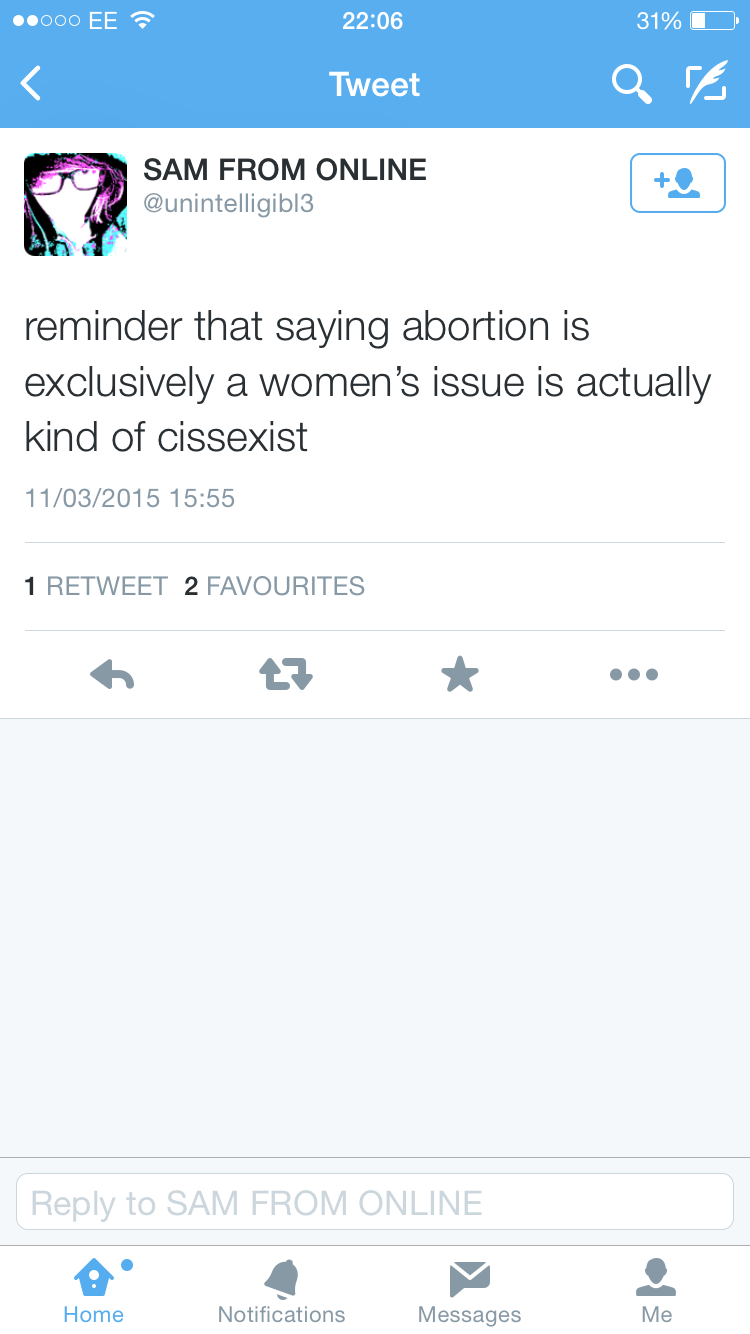 EE 22:06 31%
Tweet
SAM FROM ONLINE
@unintelligibl3
reminder that saying abortion is
exclusively a women’s issue is actually
kind of cissexist
11/03/2015 15:55
1 RETWEET 2 FAVOURITES
Reply to SAM FROM ONLINE
Home Notifications Messages Me